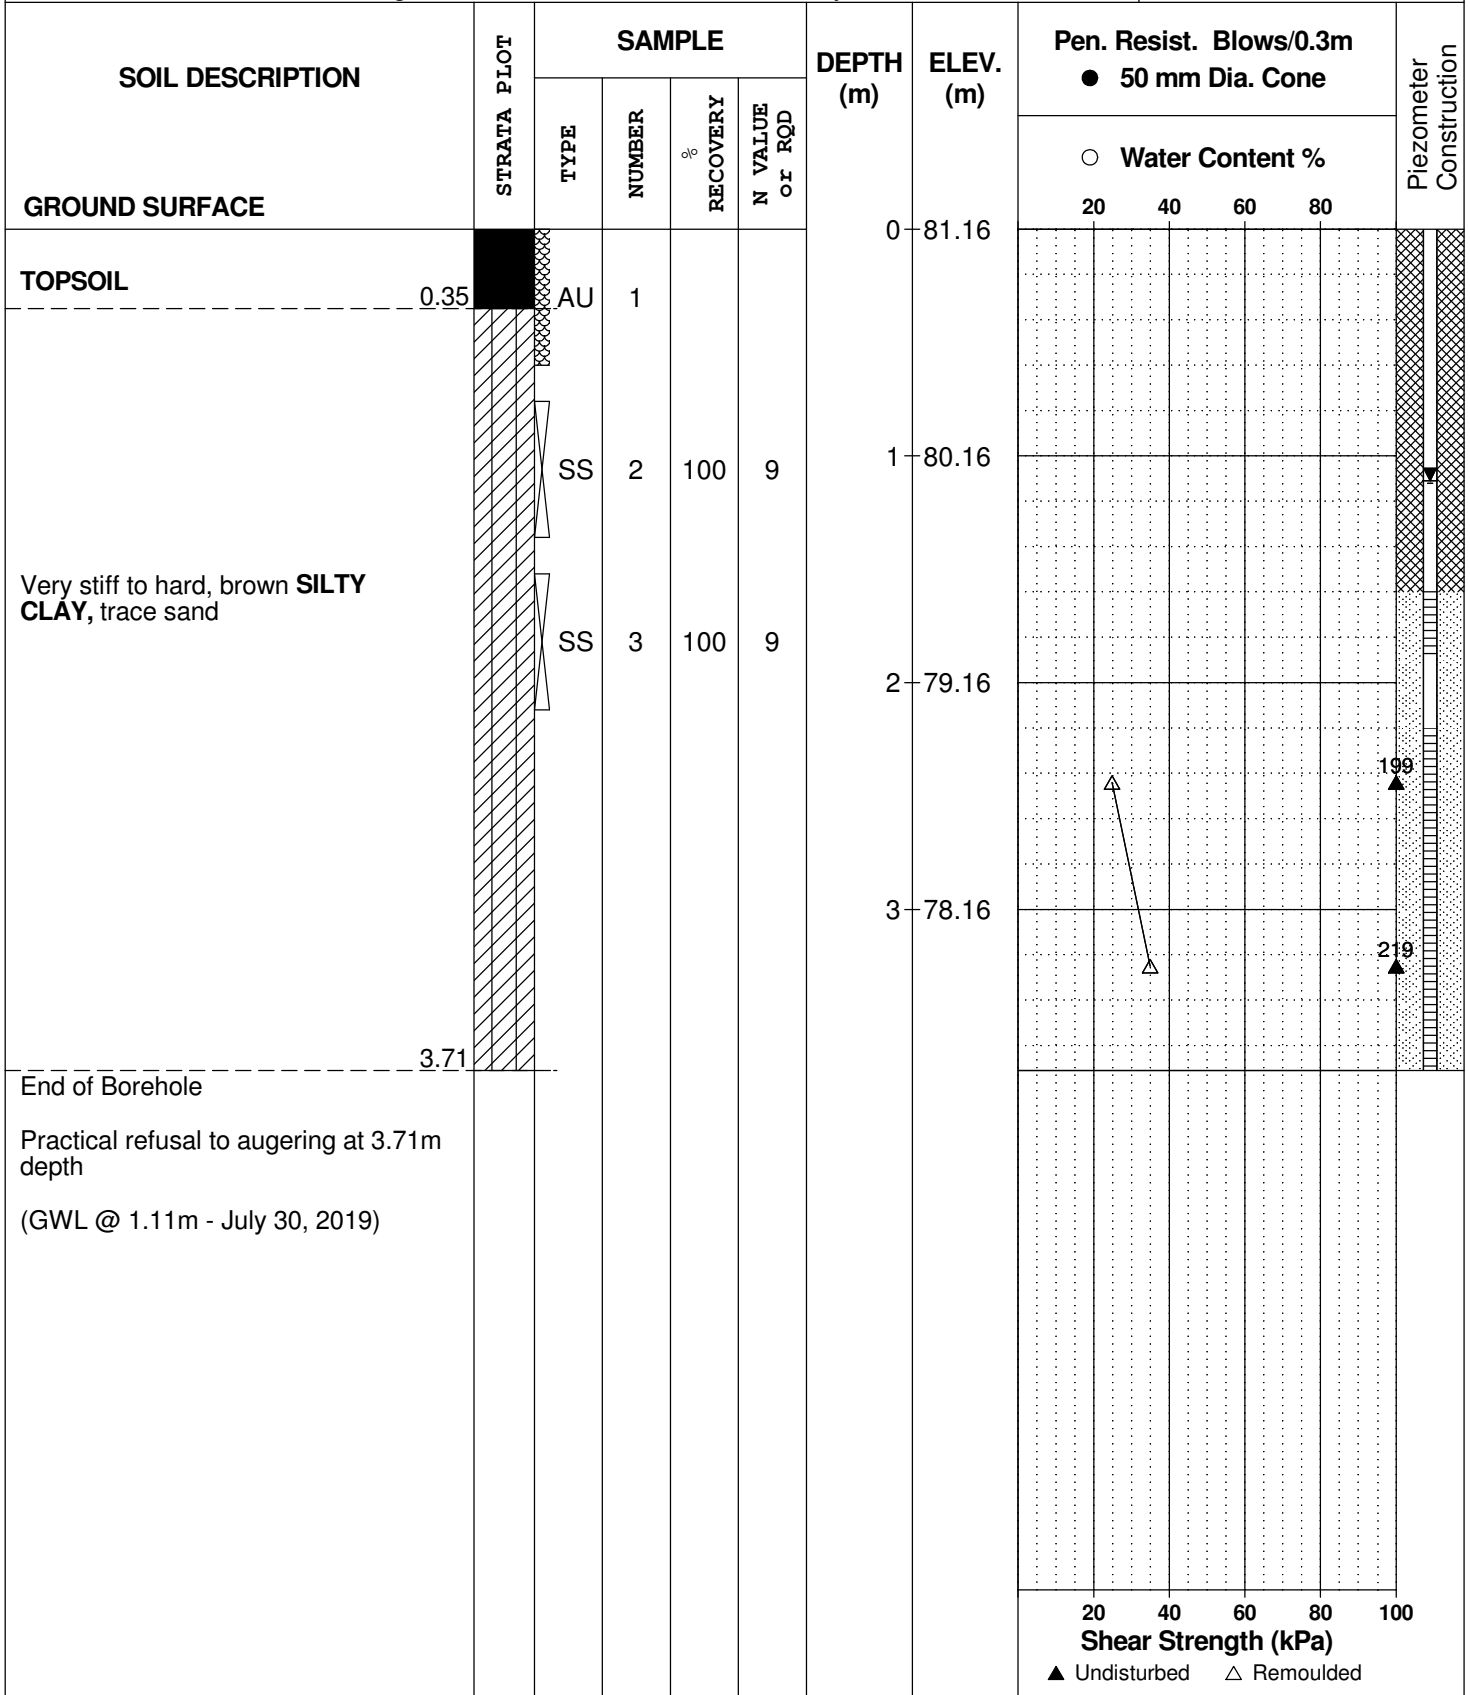 SOIL DESCRIPTION
GROUND SURFACE
STRATA PLOT
SAMPLE
TYPE
NUMBER
%
RECOVERY
N VALUE
or RQD
DEPTH
(m)
ELEV.
(m)
Pen. Resist. Blows/0.3m
● 50 mm Dia. Cone
○ Water Content %
20 40 60 80
Piezometer
Construction
0 81.16
TOPSOIL
0.35
AU 1
1 80.16
SS 2 100 9
Very stiff to hard, brown SILTY
CLAY, trace sand
SS 3 100 9
2 79.16
199
3 78.16
219
3.71
End of Borehole
Practical refusal to augering at 3.71m
depth
(GWL @ 1.11m - July 30, 2019)
20 40 60 80 100
Shear Strength (kPa)
▲ Undisturbed △ Remoulded